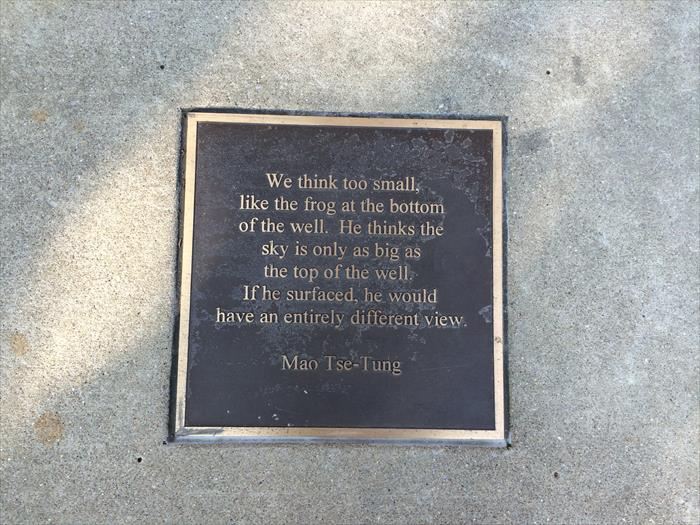 We think too small,
like the frog at the bottom
of the well.  He thinks the
sky is only as big as
the top of the well.
If he surfaced, he would
have an entirely different view.
Mao Tse-Tung